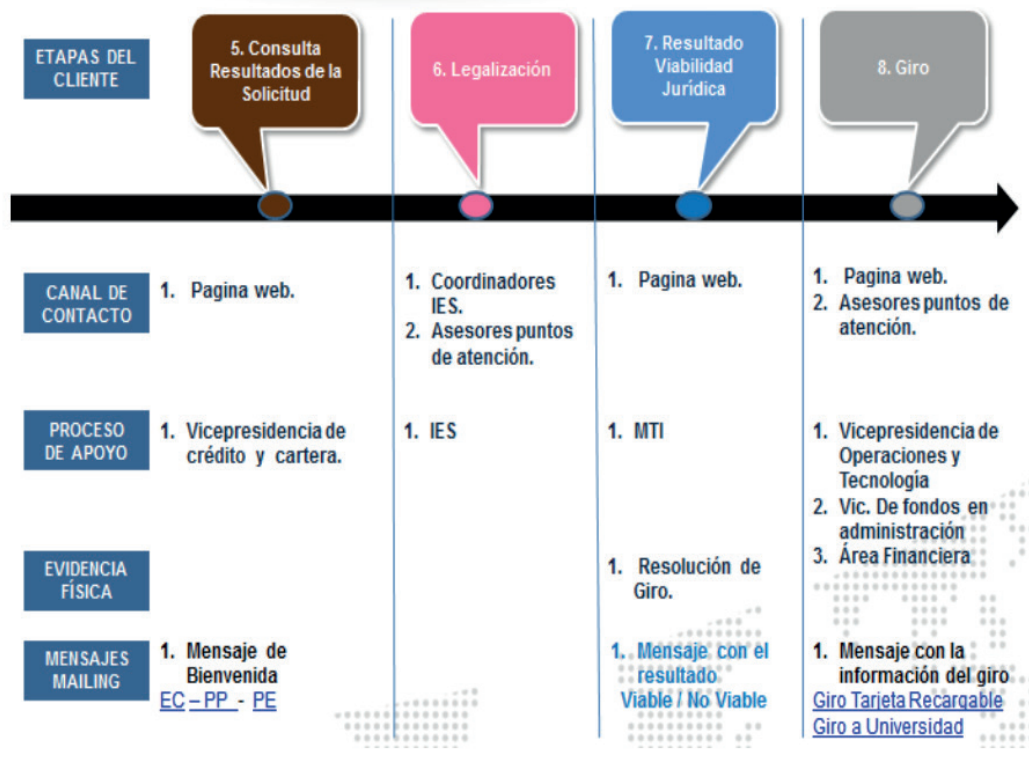 ETAPAS DEL
CLIENTE
5. Consulta
Resultados de la
Solicitud
6. Legalización
7. Resultado
Viabilidad
Jurídica
8. Giro
CANAL DE
CONTACTO
1. Pagina web.
1. Coordinadores
IES.
2. Asesores puntos
de atención.
1. Pagina web.
1. Pagina web.
2. Asesores puntos de
atención.
PROCESO
DE APOYO
1. Vicepresidencia de
crédito y cartera.
1. IES
1. MTI
1. Vicepresidencia de
Operaciones y
Tecnología
2. Vic. De fondos en
administración
3. Área Financiera
EVIDENCIA
FÍSICA
1. Resolución de
Giro.
MENSAJES
MAILING
1. Mensaje de
Bienvenida
EC – PP - PE
1. Mensaje con el
resultado
Viable / No Viable
1. Mensaje con la
información del giro
Giro Tarjeta Recargable
Giro a Universidad